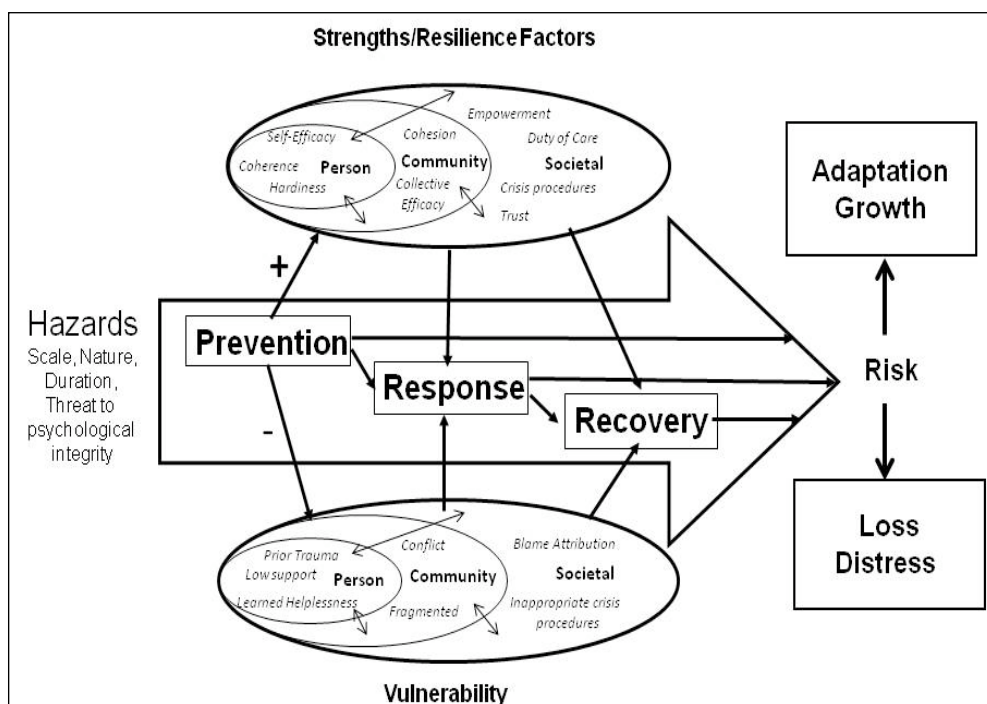 Strengths/Resilience Factors
Empowerment
Self-Efficacy
Cohesion
Duty of Care
Coherence
Person
Community
Societal
Hardiness
Collective
Efficacy
Crisis procedures
Trust
Adaptation
Growth
+
Hazards
Scale, Nature,
Duration,
Threat to
psychological
integrity
Prevention
Response
Recovery
Risk
-
Prior Trauma
Low support
Person
Learned Helplessness
Conflict
Community
Fragmented
Blame Attribution
Societal
Inappropriate crisis
procedures
Loss
Distress
Vulnerability